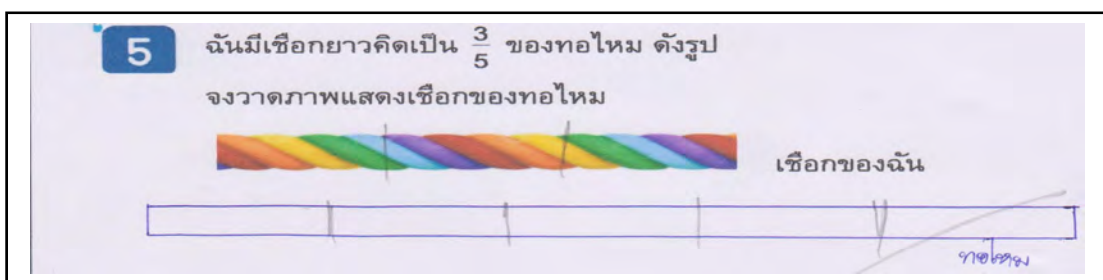 5
ฉันมีเชือกยาวคิดเป็น 3/5 ของทอไหม ดังรูป
จงวาดภาพแสดงเชือกของทอไหม
เชือกของฉัน
ทอไหม